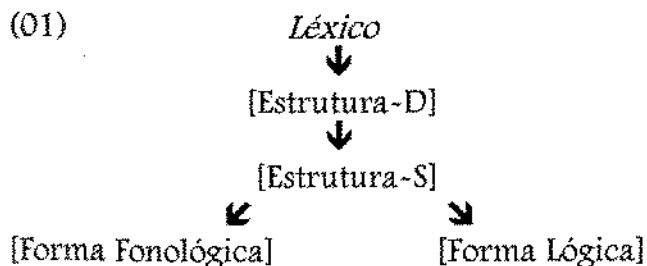 (01) Léxico
[Estrutura-D]
[Estrutura-S]
[Forma Fonológica] [Forma Lógica]